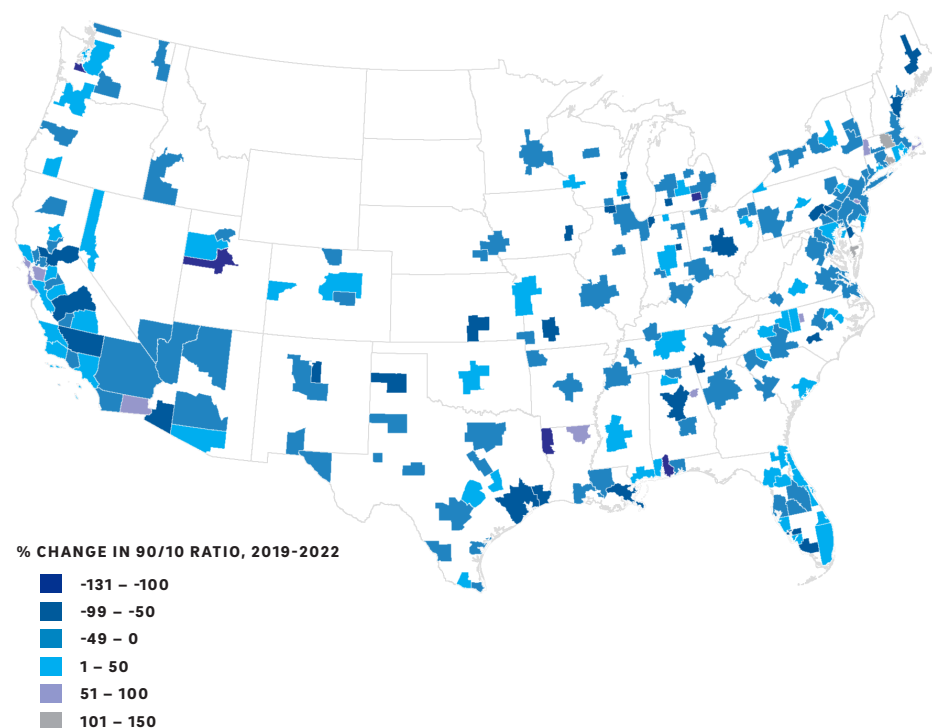 % CHANGE IN 90/10 RATIO, 2019-2022
-131 – -100
-99 – -50
-49 – 0
1 – 50
51 – 100
101 – 150